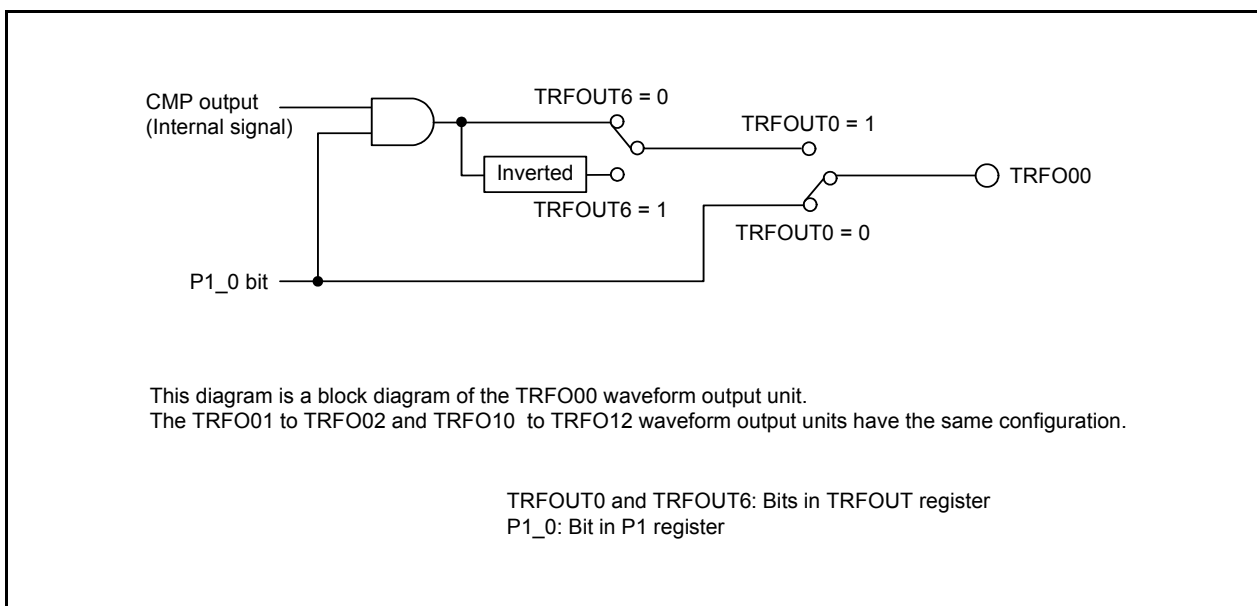 CMP output
(Internal signal)
TRFOUT6 = 0
TRFOUT0 = 1
Inverted
TRFO00
TRFOUT6 = 1
TRFOUT0 = 0
P1_0 bit
This diagram is a block diagram of the TRFO00 waveform output unit.
The TRFO01 to TRFO02 and TRFO10  to TRFO12 waveform output units have the same configuration.
TRFOUT0 and TRFOUT6: Bits in TRFOUT register
P1_0: Bit in P1 register